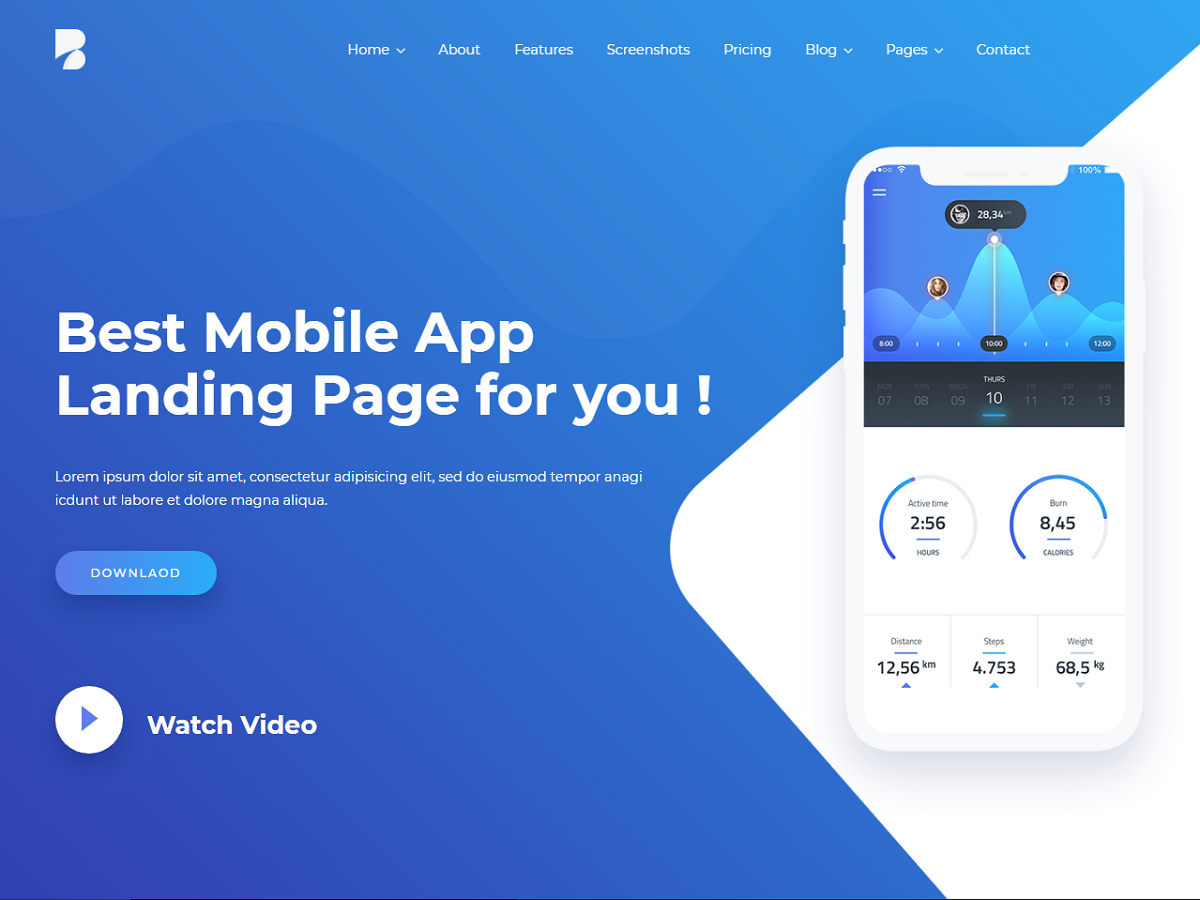 Home About Features Screenshots Pricing Blog Pages Contact
100%
28,34
8:00 10:00 12:00
MON TUES WEDS THURS FRI SAT SUN
07 08 09 10 11 12 13
Best Mobile App
Landing Page for you !
Lorem ipsum dolor sit amet, consectetur adipisicing elit, sed do eiusmod tempor anagi
icdunt ut labore et dolore magna aliqua.
DOWNLAOD
Watch Video
Active time
2:56
HOURS
Burn
8,45
CALORIES
Distance
12,56 km
Steps
4.753
Weight
68,5 kg